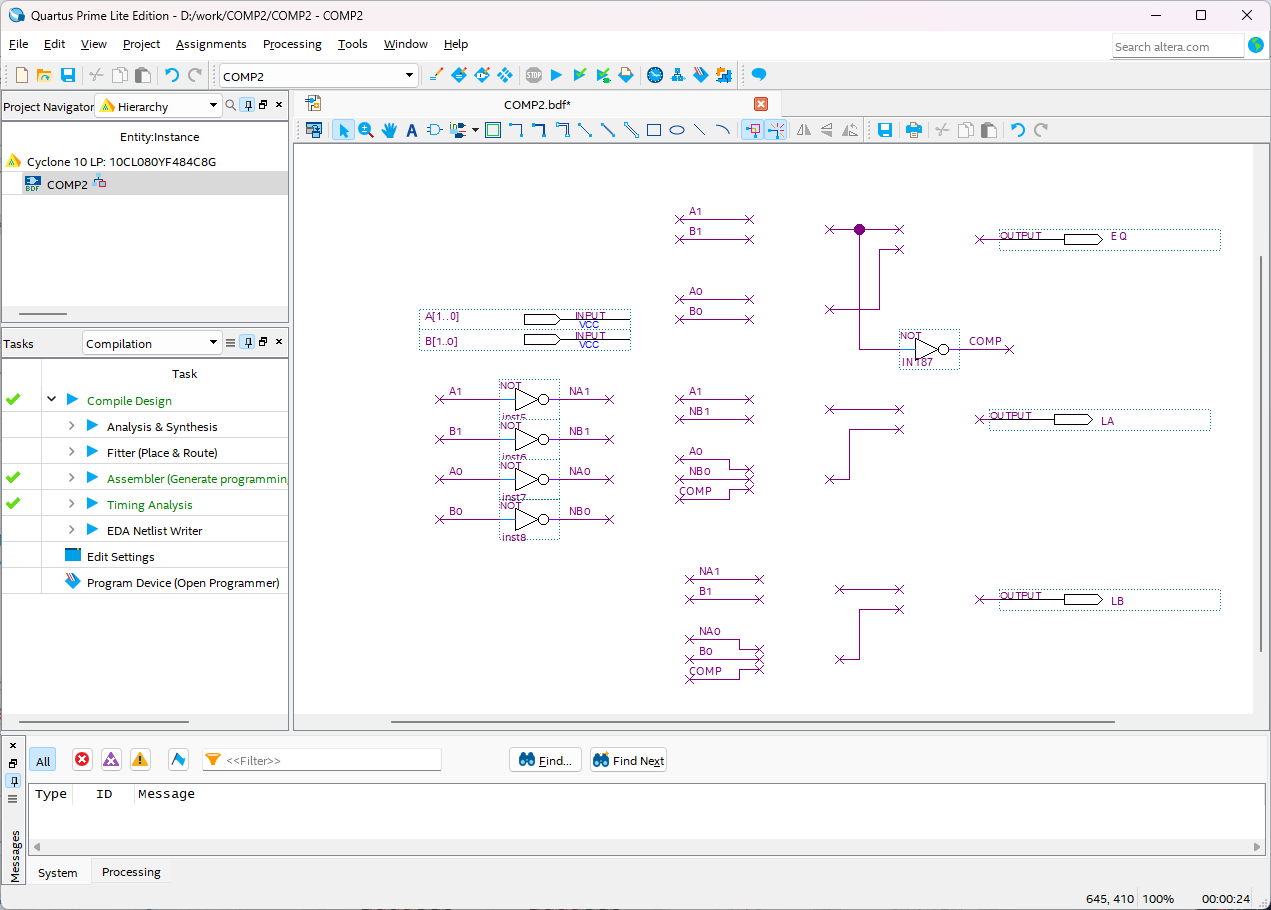 Quartus Prime Lite Edition - D:/work/COMP2/COMP2 - COMP2
File Edit View Project Assignments Processing Tools Window Help
Search altera.com
STOP
COMP2
Project Navigator Hierarchy
COMP2.bdf*
Entity:Instance
Cyclone 10 LP: 10CL080YF484C8G
BDF COMP2
Tasks Compilation
Task
Compile Design
Analysis & Synthesis
Fitter (Place & Route)
Assembler (Generate programmin
Timing Analysis
EDA Netlist Writer
Edit Settings
Program Device (Open Programmer)
A[1..0] INPUT
VCC
B[1..o] INPUT
VCC
A1 NOT NA1
inst5
B1 NOT NB1
inst6
A0 NOT NA0
inst7
B0 NOT NB0
inst8
A1
B1
A0
B0
OUTPUT EQ
NOT COMP
IN187
A1
NB1
A0
NB0
COMP
OUTPUT LA
NA1
B1
NA0
B0
COMP
OUTPUT LB
All <<Filter>> Find... Find Next
Type ID Message
Messages
System Processing
645, 410 100% 00:00:24